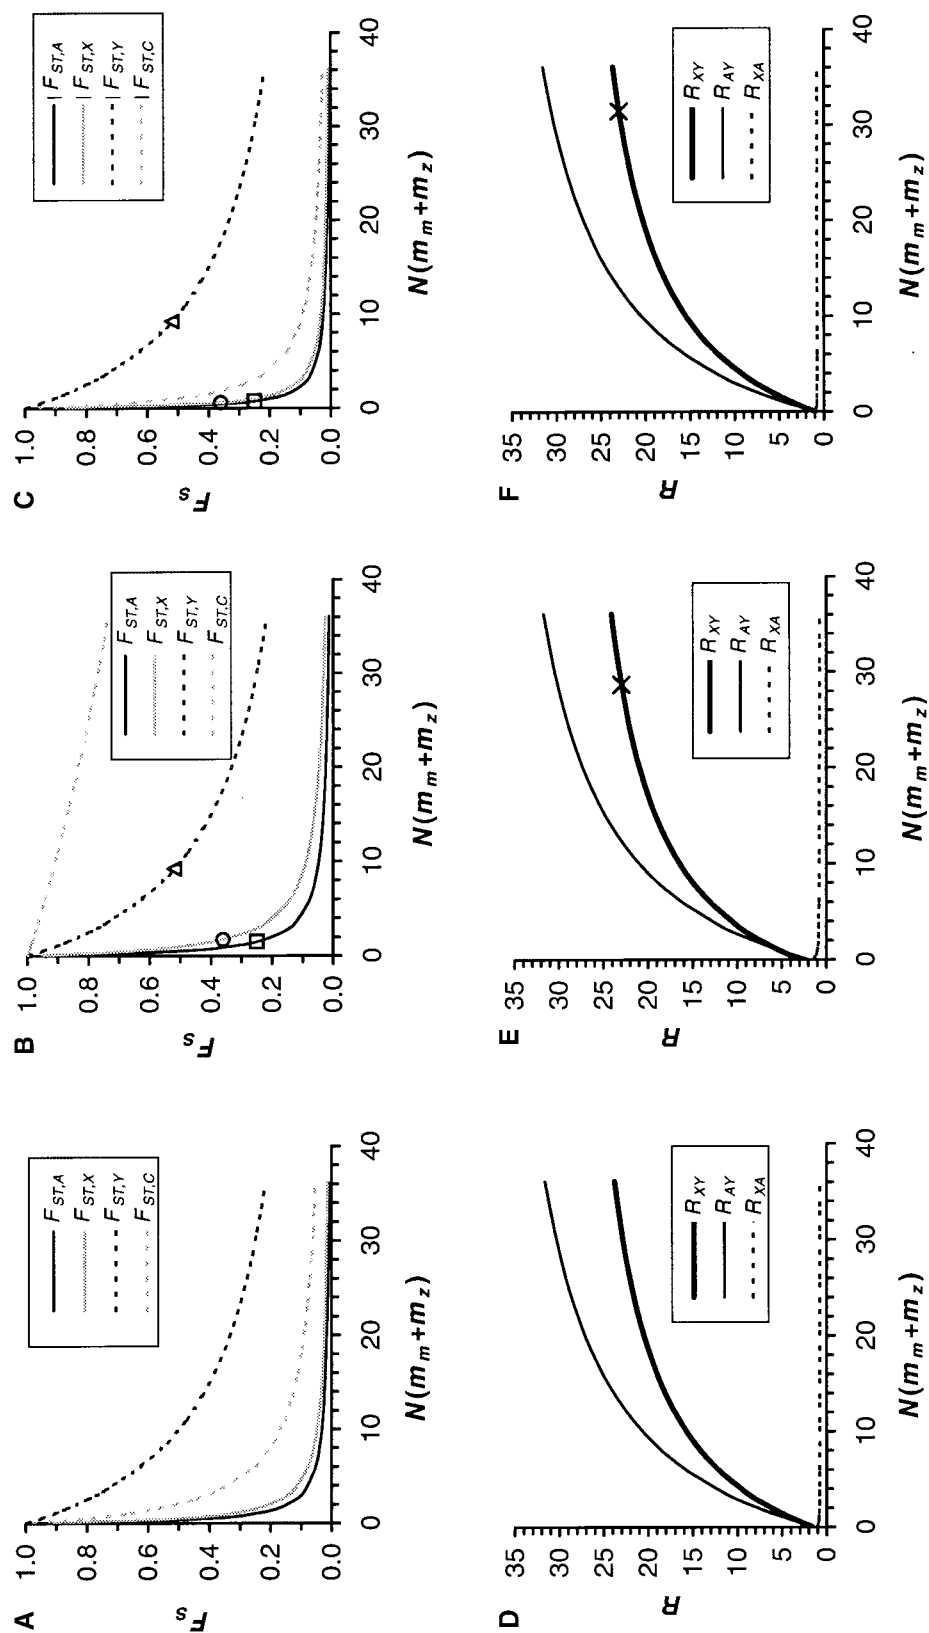 A
F_S
1.0
0.8
0.6
0.4
0.2
0.0
0 10 20 30 40
N(m_m+m_z)
F_ST,A
F_ST,X
F_ST,Y
F_ST,C
B
F_S
1.0
0.8
0.6
0.4
0.2
0.0
0 10 20 30 40
N(m_m+m_z)
F_ST,A
F_ST,X
F_ST,Y
F_ST,C
C
F_S
1.0
0.8
0.6
0.4
0.2
0.0
0 10 20 30 40
N(m_m+m_z)
F_ST,A
F_ST,X
F_ST,Y
F_ST,C
D
R
35
30
25
20
15
10
5
0
0 10 20 30 40
N(m_m+m_z)
R_XY
R_AY
R_XA
E
R
35
30
25
20
15
10
5
0
0 10 20 30 40
N(m_m+m_z)
R_XY
R_AY
R_XA
F
R
35
30
25
20
15
10
5
0
0 10 20 30 40
N(m_m+m_z)
R_XY
R_AY
R_XA